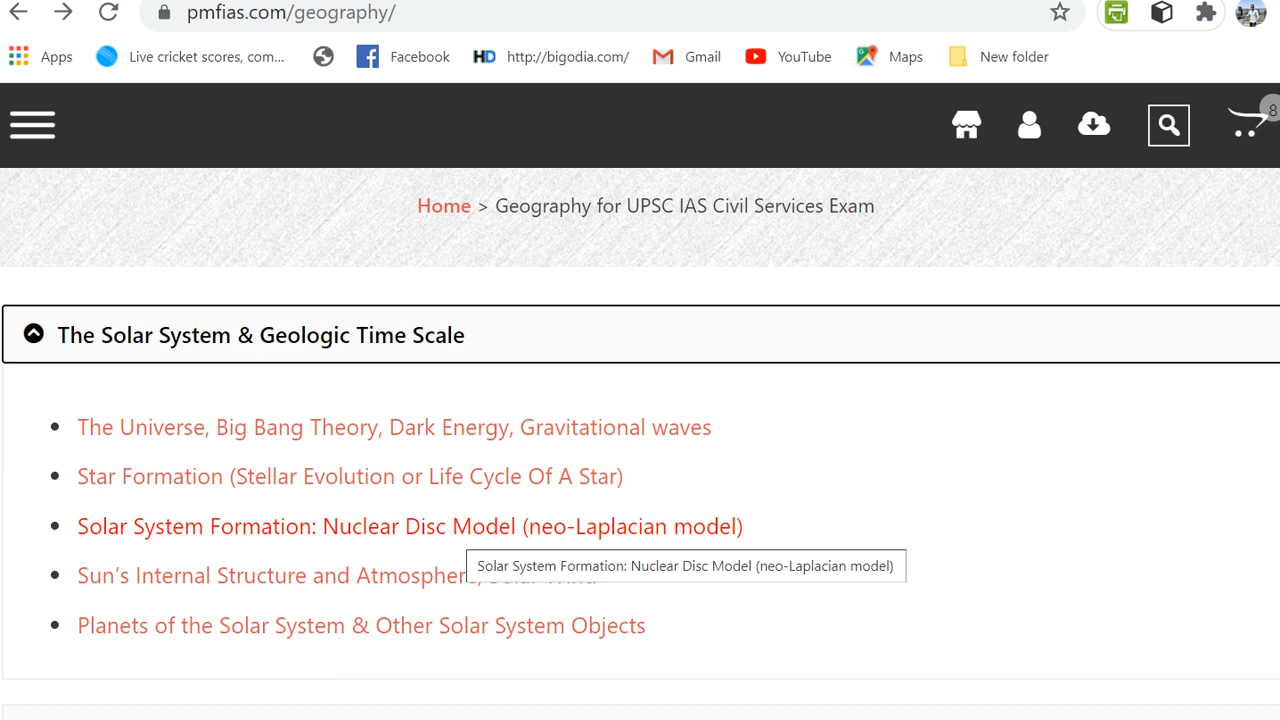 pmfias.com/geography/
Apps Live cricket scores, com... Facebook HD http://bigodia.com/ Gmail YouTube Maps New folder
8
Home > Geography for UPSC IAS Civil Services Exam
The Solar System & Geologic Time Scale
The Universe, Big Bang Theory, Dark Energy, Gravitational waves
Star Formation (Stellar Evolution or Life Cycle Of A Star)
Solar System Formation: Nuclear Disc Model (neo-Laplacian model)
Solar System Formation: Nuclear Disc Model (neo-Laplacian model)
Sun’s Internal Structure and Atmosphere, Solar Wind
Planets of the Solar System & Other Solar System Objects